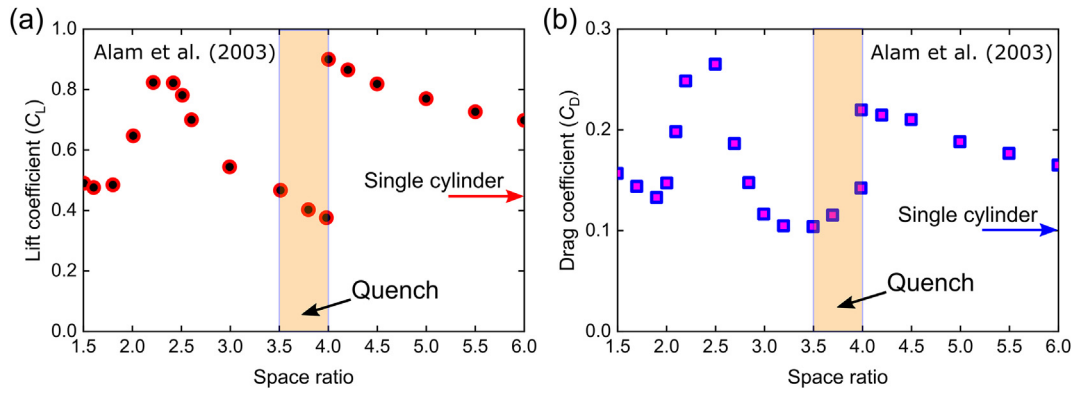 (a)
Alam et al. (2003)
Lift coefficient (CL)
1.0
0.8
0.6
0.4
0.2
0.0
Single cylinder
Quench
1.5 2.0 2.5 3.0 3.5 4.0 4.5 5.0 5.5 6.0
Space ratio
(b)
Alam et al. (2003)
Drag coefficient (CD)
0.3
0.2
0.1
0.0
Single cylinder
Quench
1.5 2.0 2.5 3.0 3.5 4.0 4.5 5.0 5.5 6.0
Space ratio